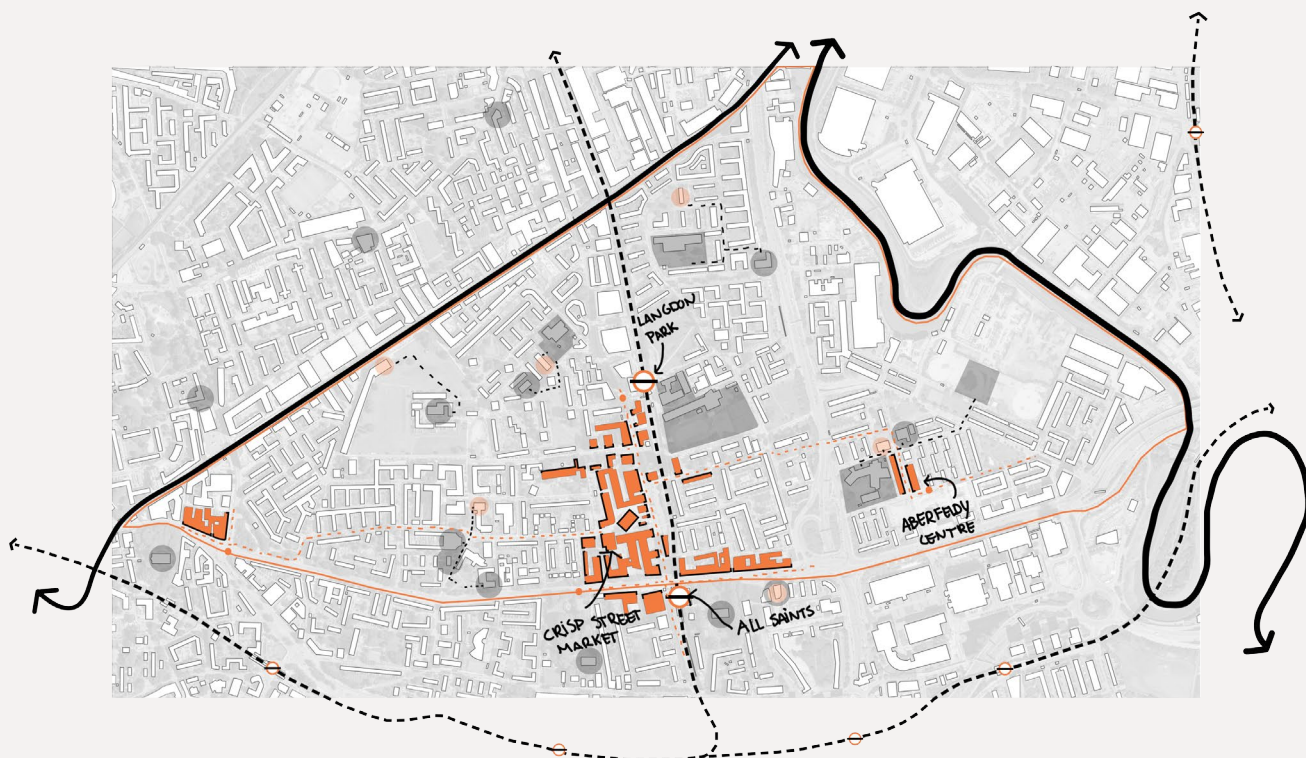 LANGDON
PARK
ABERFELDY
CENTRE
CRISP STREET
MARKET
ALL SAINTS